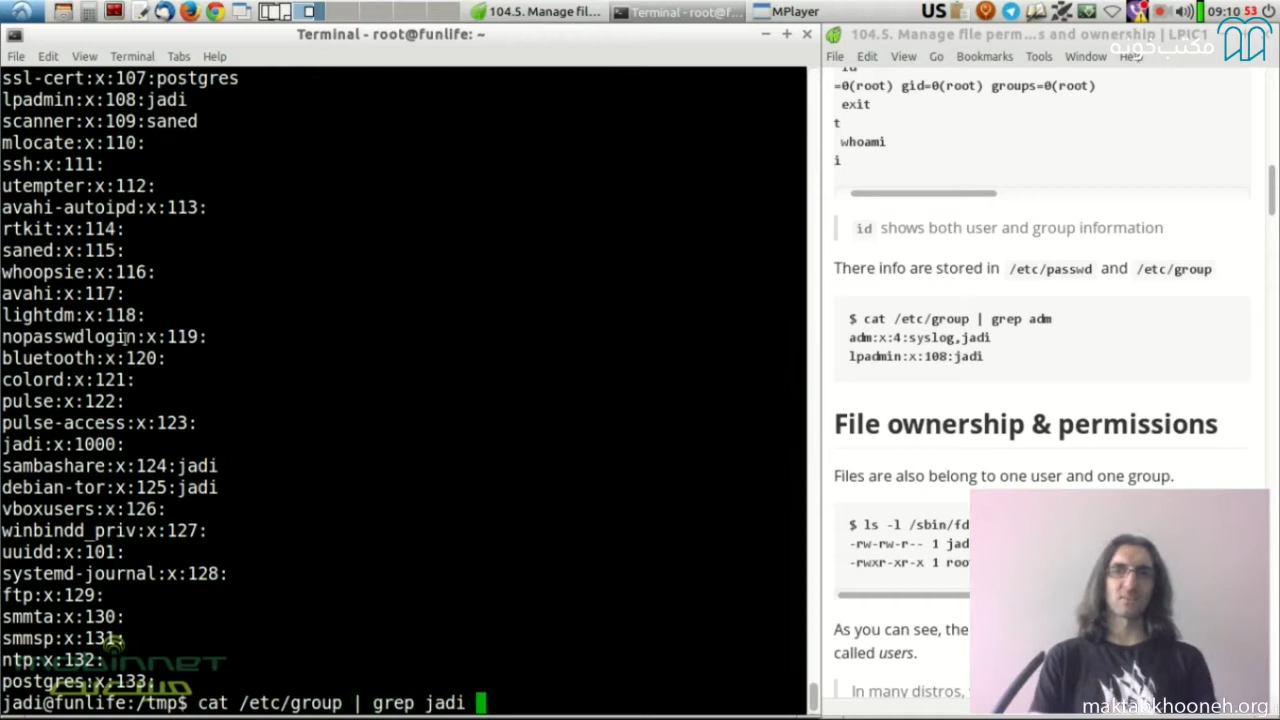 104.5. Manage fil...
Terminal - root@f...
MPlayer
US
09:10 53
Terminal - root@funlife: ~
File Edit View Terminal Tabs Help
ssl-cert:x:107:postgres
lpadmin:x:108:jadi
scanner:x:109:saned
mlocate:x:110:
ssh:x:111:
utempter:x:112:
avahi-autoipd:x:113:
rtkit:x:114:
saned:x:115:
whoopsie:x:116:
avahi:x:117:
lightdm:x:118:
nopasswdlogin:x:119:
bluetooth:x:120:
colord:x:121:
pulse:x:122:
pulse-access:x:123:
jadi:x:1000:
sambashare:x:124:jadi
debian-tor:x:125:jadi
vboxusers:x:126:
winbindd_priv:x:127:
uuidd:x:101:
systemd-journal:x:128:
ftp:x:129:
smmta:x:130:
smmsp:x:131:
ntp:x:132:
postgres:x:133:
jadi@funlife:/tmp$ cat /etc/group | grep jadi
104.5. Manage file perm...s and ownership | LPIC1
مکتب خونه
File Edit View Go Bookmarks Tools Window Help
id
=0(root) gid=0(root) groups=0(root)
exit
t
whoami
i
id shows both user and group information
There info are stored in /etc/passwd and /etc/group
$ cat /etc/group | grep adm
adm:x:4:syslog,jadi
lpadmin:x:108:jadi
File ownership & permissions
Files are also belong to one user and one group.
$ ls -l /sbin/fd
-rw-rw-r-- 1 jad
-rwxr-xr-x 1 roo
As you can see, the
called users.
In many distros,
maktabkhooneh.org